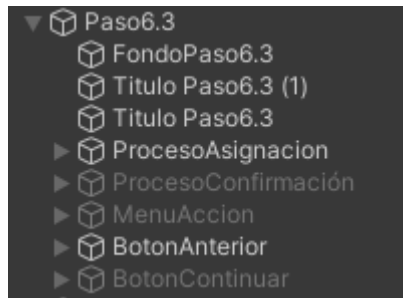 Paso6.3
FondoPaso6.3
Titulo Paso6.3 (1)
Titulo Paso6.3
ProcesoAsignacion
ProcesoConfirmación
MenuAccion
BotonAnterior
BotonContinuar